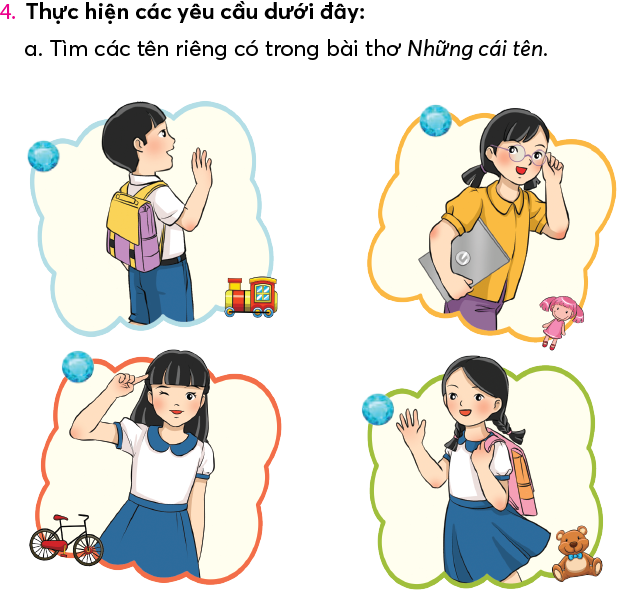 4. Thực hiện các yêu cầu dưới đây:
a. Tìm các tên riêng có trong bài thơ Những cái tên.